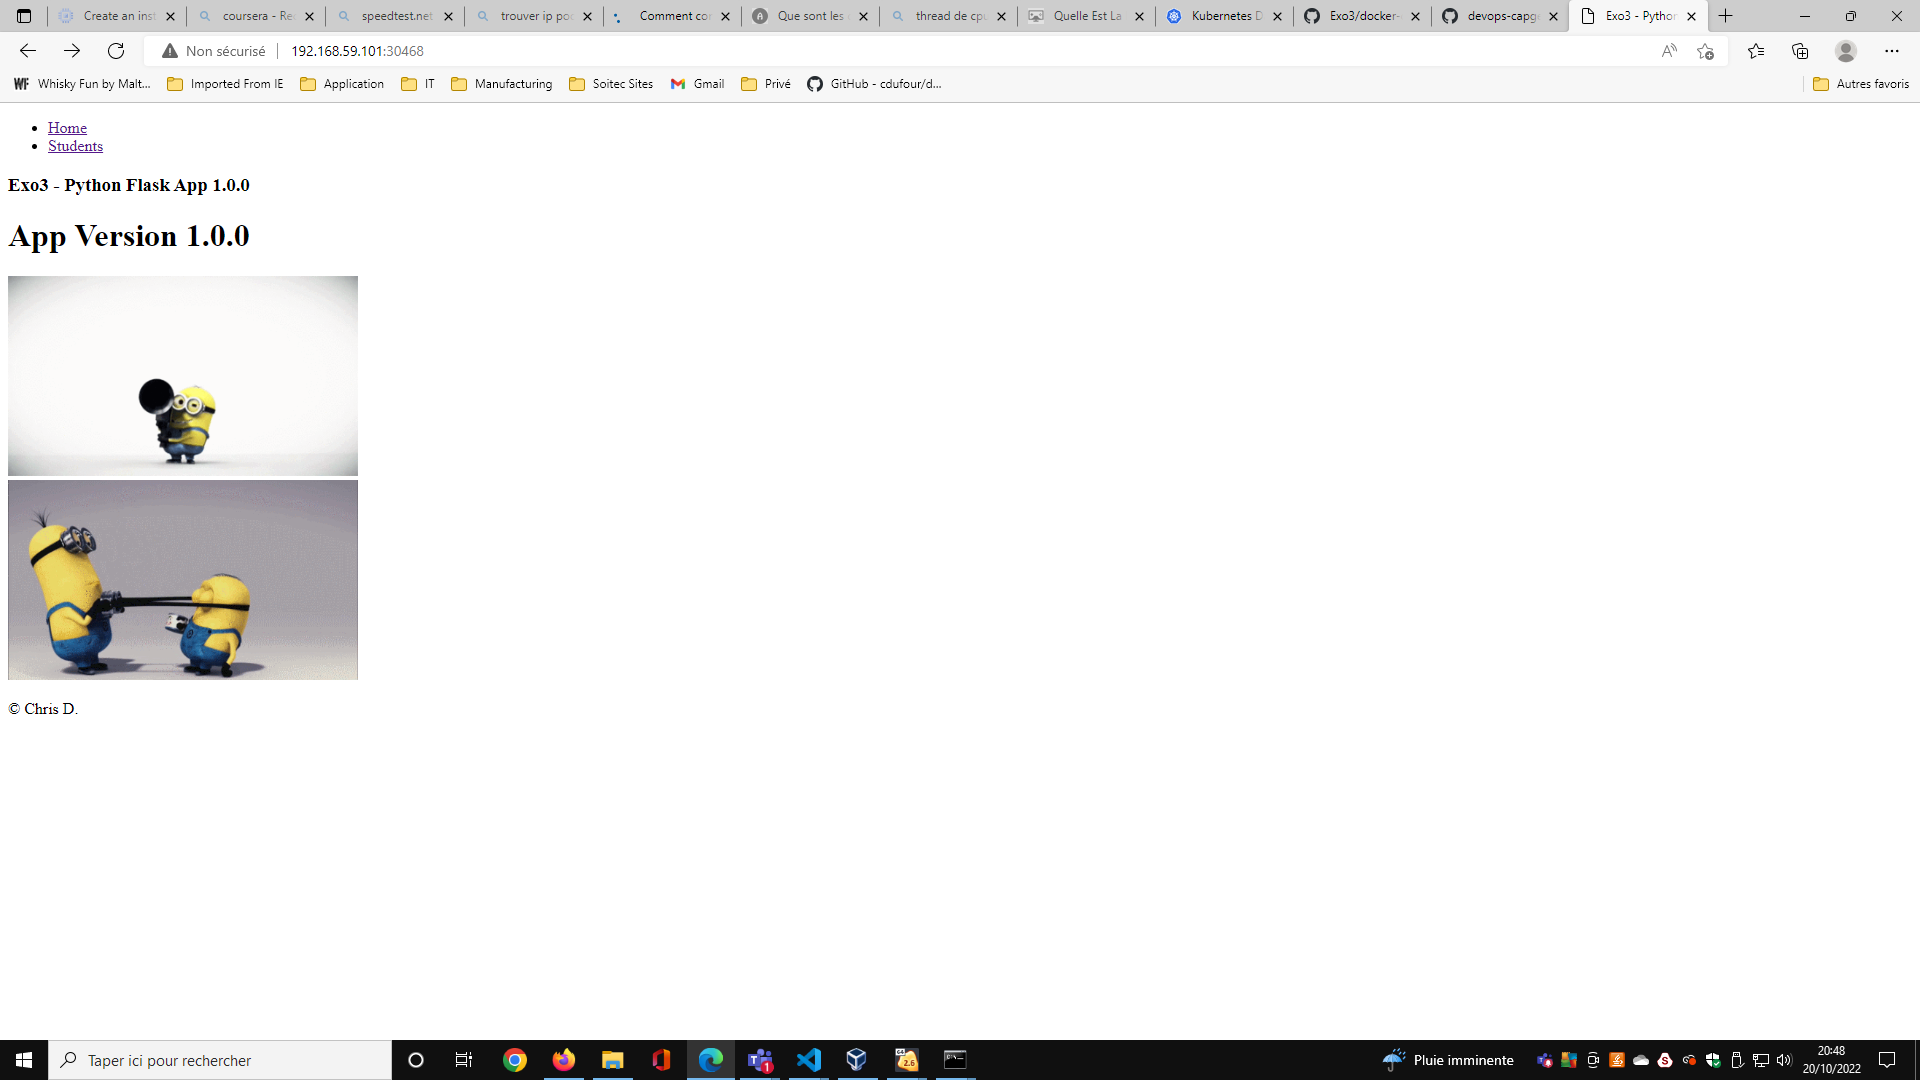 Create an inst
coursera - Re
speedtest.net
trouver ip po
Comment co
Que sont les
thread de cpu
Quelle Est La
Kubernetes D
Exo3/docker-
devops-capg
Exo3 - Python
Non sécurisé
192.168.59.101:30468
Whisky Fun by Malt...
Imported From IE
Application
IT
Manufacturing
Soitec Sites
Gmail
Privé
GitHub - cdufour/d...
Autres favoris
Home
Students
Exo3 - Python Flask App 1.0.0
App Version 1.0.0
© Chris D.
Taper ici pour rechercher
Pluie imminente
20:48
20/10/2022